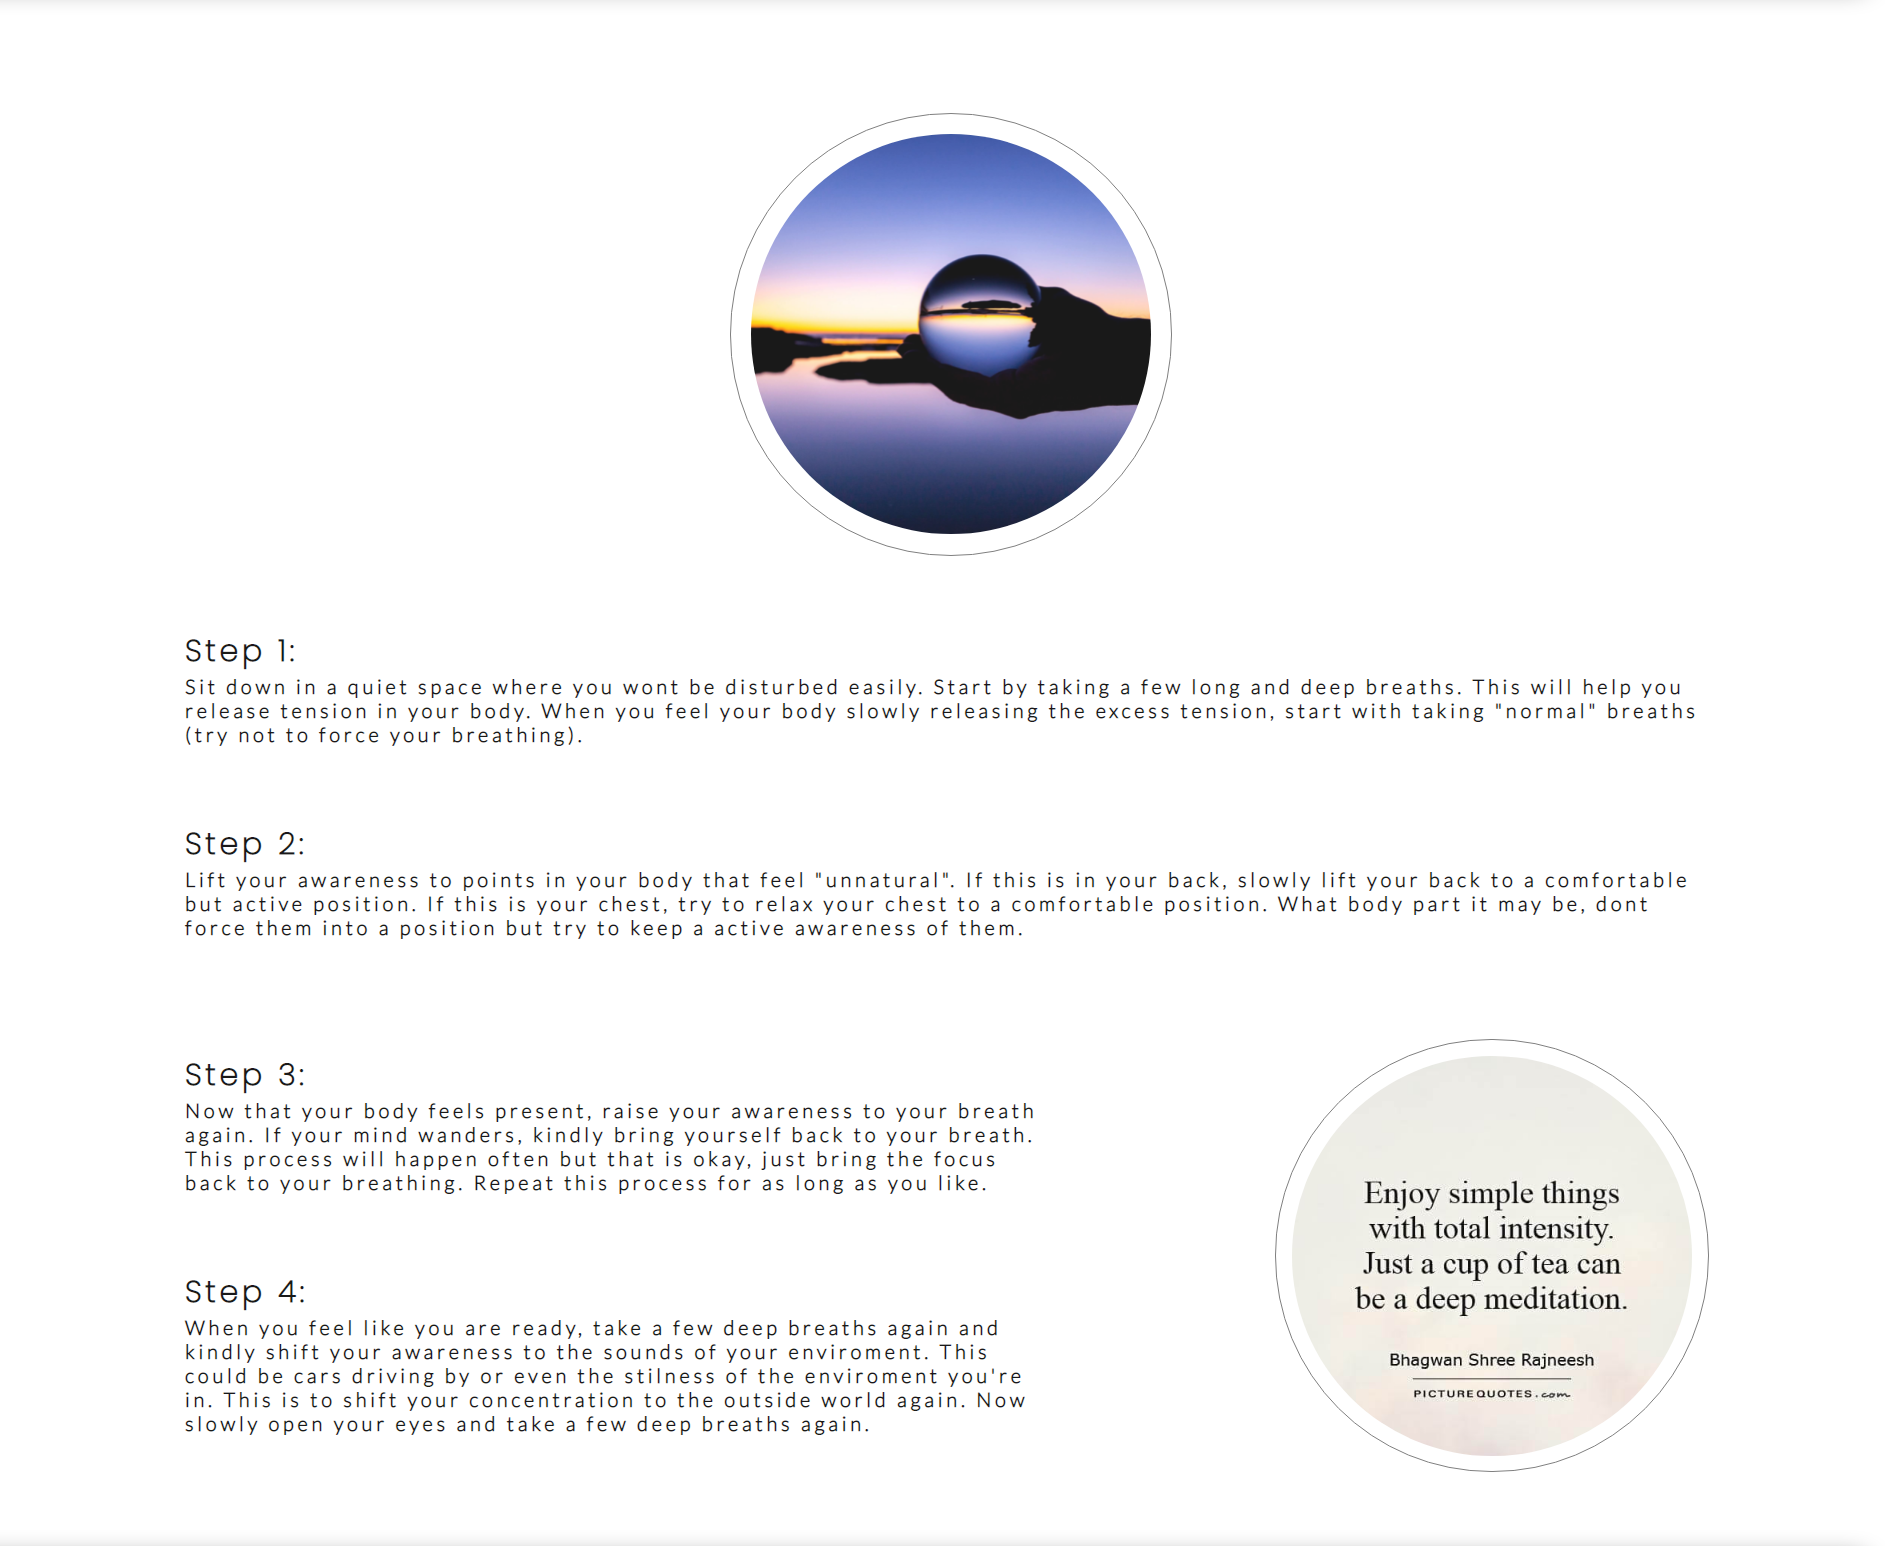 Step 1:
Sit down in a quiet space where you wont be disturbed easily. Start by taking a few long and deep breaths. This will help you
release tension in your body. When you feel your body slowly releasing the excess tension, start with taking "normal" breaths
(try not to force your breathing).
Step 2:
Lift your awareness to points in your body that feel "unnatural". If this is in your back, slowly lift your back to a comfortable
but active position. If this is your chest, try to relax your chest to a comfortable position. What body part it may be, dont
force them into a position but try to keep a active awareness of them.
Step 3:
Now that your body feels present, raise your awareness to your breath
again. If your mind wanders, kindly bring yourself back to your breath.
This process will happen often but that is okay, just bring the focus
back to your breathing. Repeat this process for as long as you like.
Step 4:
When you feel like you are ready, take a few deep breaths again and
kindly shift your awareness to the sounds of your enviroment. This
could be cars driving by or even the stilness of the enviroment you're
in. This is to shift your concentration to the outside world again. Now
slowly open your eyes and take a few deep breaths again.
Enjoy simple things
with total intensity.
Just a cup of tea can
be a deep meditation.
Bhagwan Shree Rajneesh
PICTUREQUOTES.com